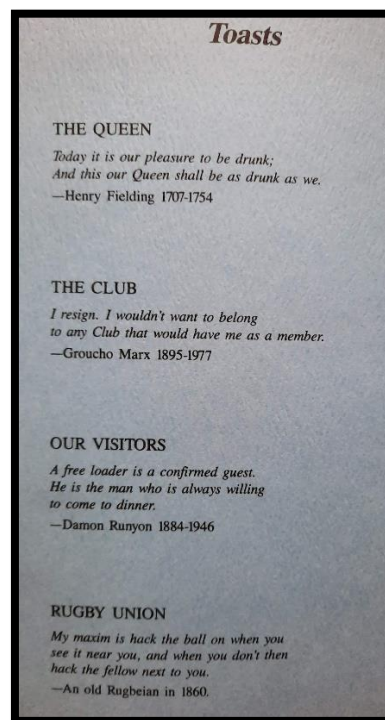 Toasts
THE QUEEN
Today it is our pleasure to be drunk;
And this our Queen shall be as drunk as we.
—Henry Fielding 1707-1754
THE CLUB
I resign. I wouldn't want to belong
to any Club that would have me as a member.
—Groucho Marx 1895-1977
OUR VISITORS
A free loader is a confirmed guest.
He is the man who is always willing
to come to dinner.
—Damon Runyon 1884-1946
RUGBY UNION
My maxim is hack the ball on when you
see it near you, and when you don't then
hack the fellow next to you.
—An old Rugbeian in 1860.